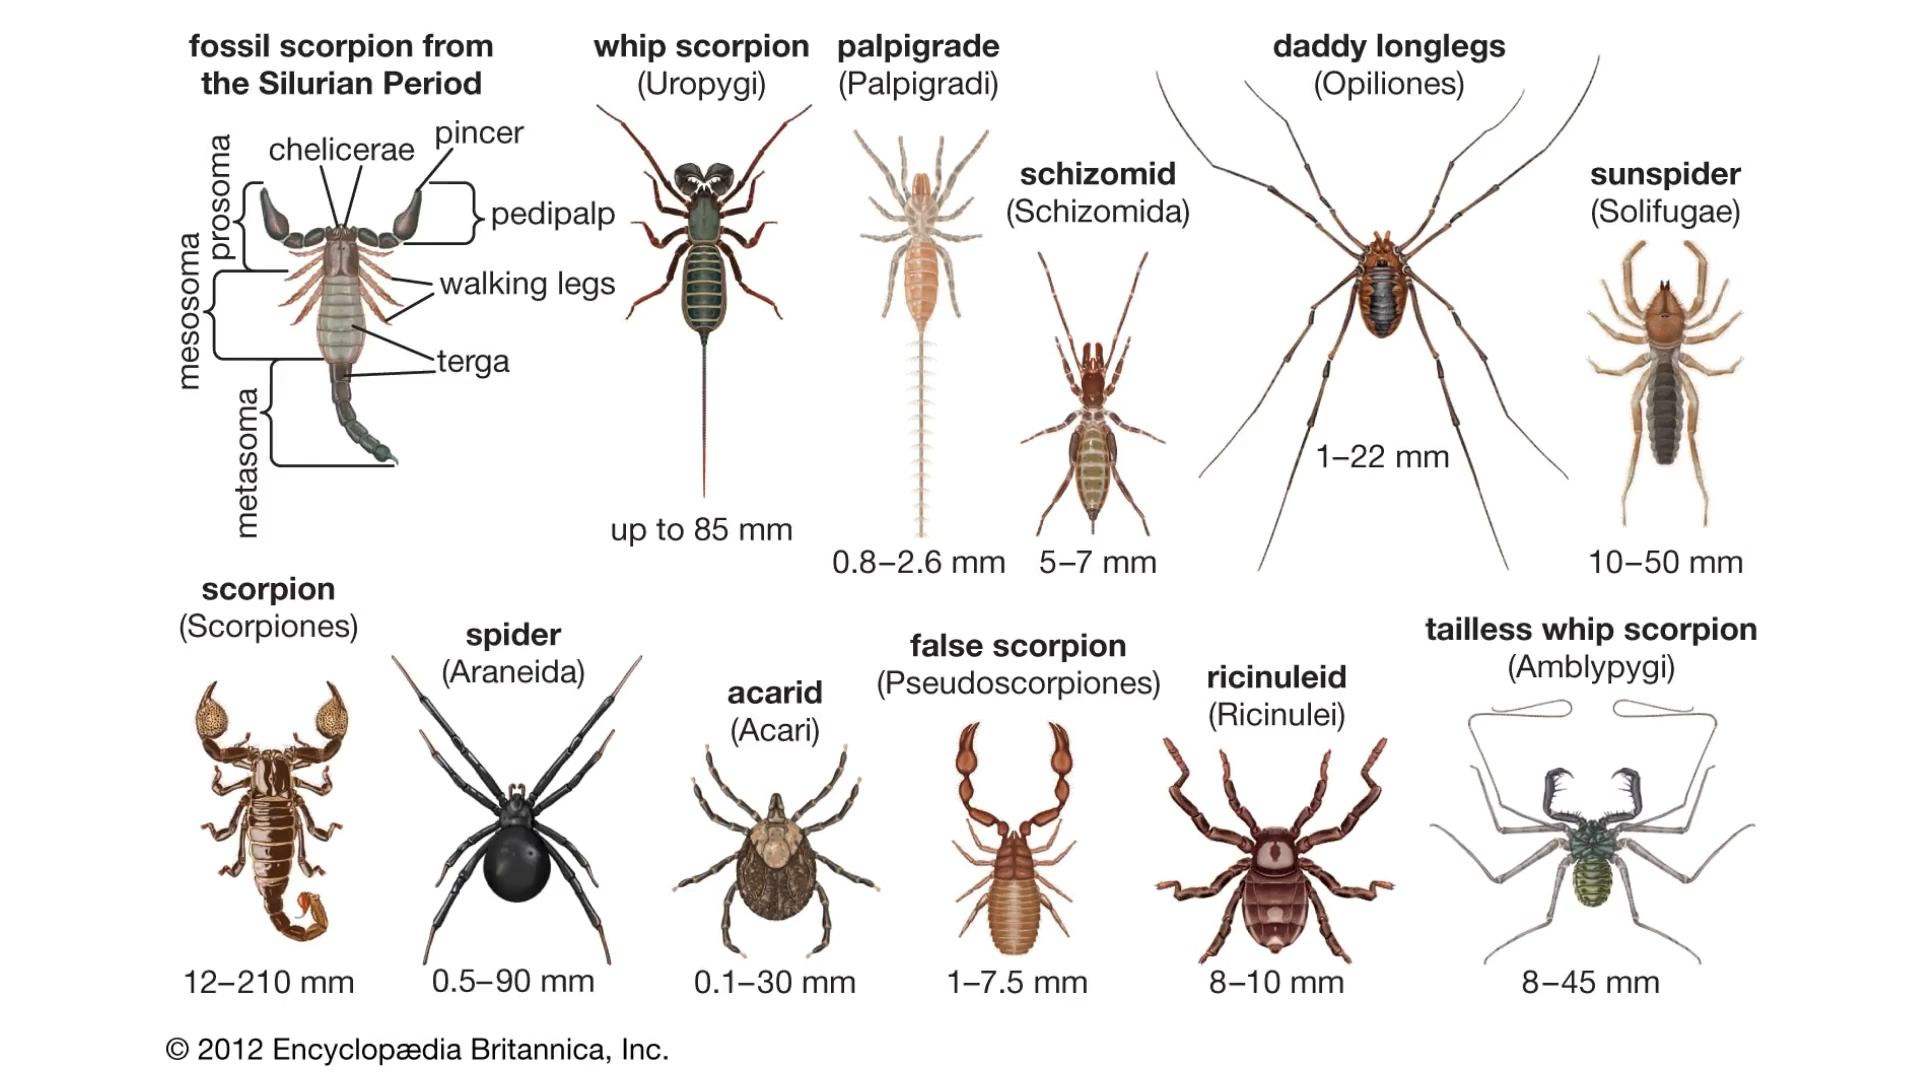 fossil scorpion from
the Silurian Period
chelicerae
pincer
prosoma
pedipalp
mesosoma
walking legs
terga
metasoma
whip scorpion
(Uropygi)
up to 85 mm
palpigrade
(Palpigradi)
0.8–2.6 mm
schizomid
(Schizomida)
5–7 mm
daddy longlegs
(Opiliones)
1–22 mm
sunspider
(Solifugae)
10–50 mm
scorpion
(Scorpiones)
12–210 mm
spider
(Araneida)
0.5–90 mm
acarid
(Acari)
0.1–30 mm
false scorpion
(Pseudoscorpiones)
1–7.5 mm
ricinuleid
(Ricinulei)
8–10 mm
tailless whip scorpion
(Amblypygi)
8–45 mm
© 2012 Encyclopædia Britannica, Inc.